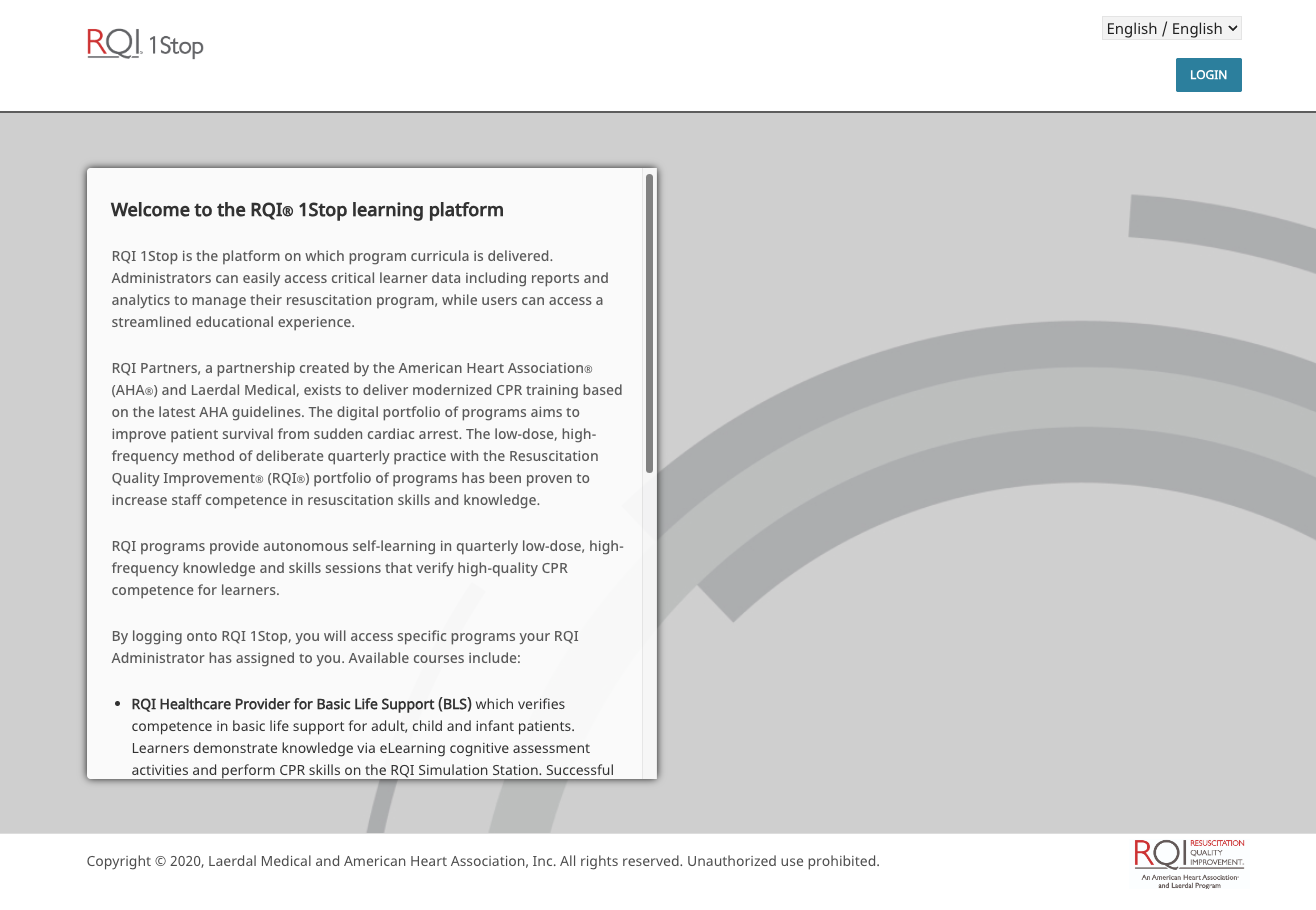 RQI® 1Stop
English / English
LOGIN
Welcome to the RQI® 1Stop learning platform
RQI 1Stop is the platform on which program curricula is delivered.
Administrators can easily access critical learner data including reports and
analytics to manage their resuscitation program, while users can access a
streamlined educational experience.
RQI Partners, a partnership created by the American Heart Association®
(AHA®) and Laerdal Medical, exists to deliver modernized CPR training based
on the latest AHA guidelines. The digital portfolio of programs aims to
improve patient survival from sudden cardiac arrest. The low-dose, high-
frequency method of deliberate quarterly practice with the Resuscitation
Quality Improvement® (RQI®) portfolio of programs has been proven to
increase staff competence in resuscitation skills and knowledge.
RQI programs provide autonomous self-learning in quarterly low-dose, high-
frequency knowledge and skills sessions that verify high-quality CPR
competence for learners.
By logging onto RQI 1Stop, you will access specific programs your RQI
Administrator has assigned to you. Available courses include:
• RQI Healthcare Provider for Basic Life Support (BLS) which verifies
competence in basic life support for adult, child and infant patients.
Learners demonstrate knowledge via eLearning cognitive assessment
activities and perform CPR skills on the RQI Simulation Station. Successful
Copyright © 2020, Laerdal Medical and American Heart Association, Inc. All rights reserved. Unauthorized use prohibited.
RQI RESUSCITATION
QUALITY
IMPROVEMENT.
An American Heart Association®
and Laerdal Program